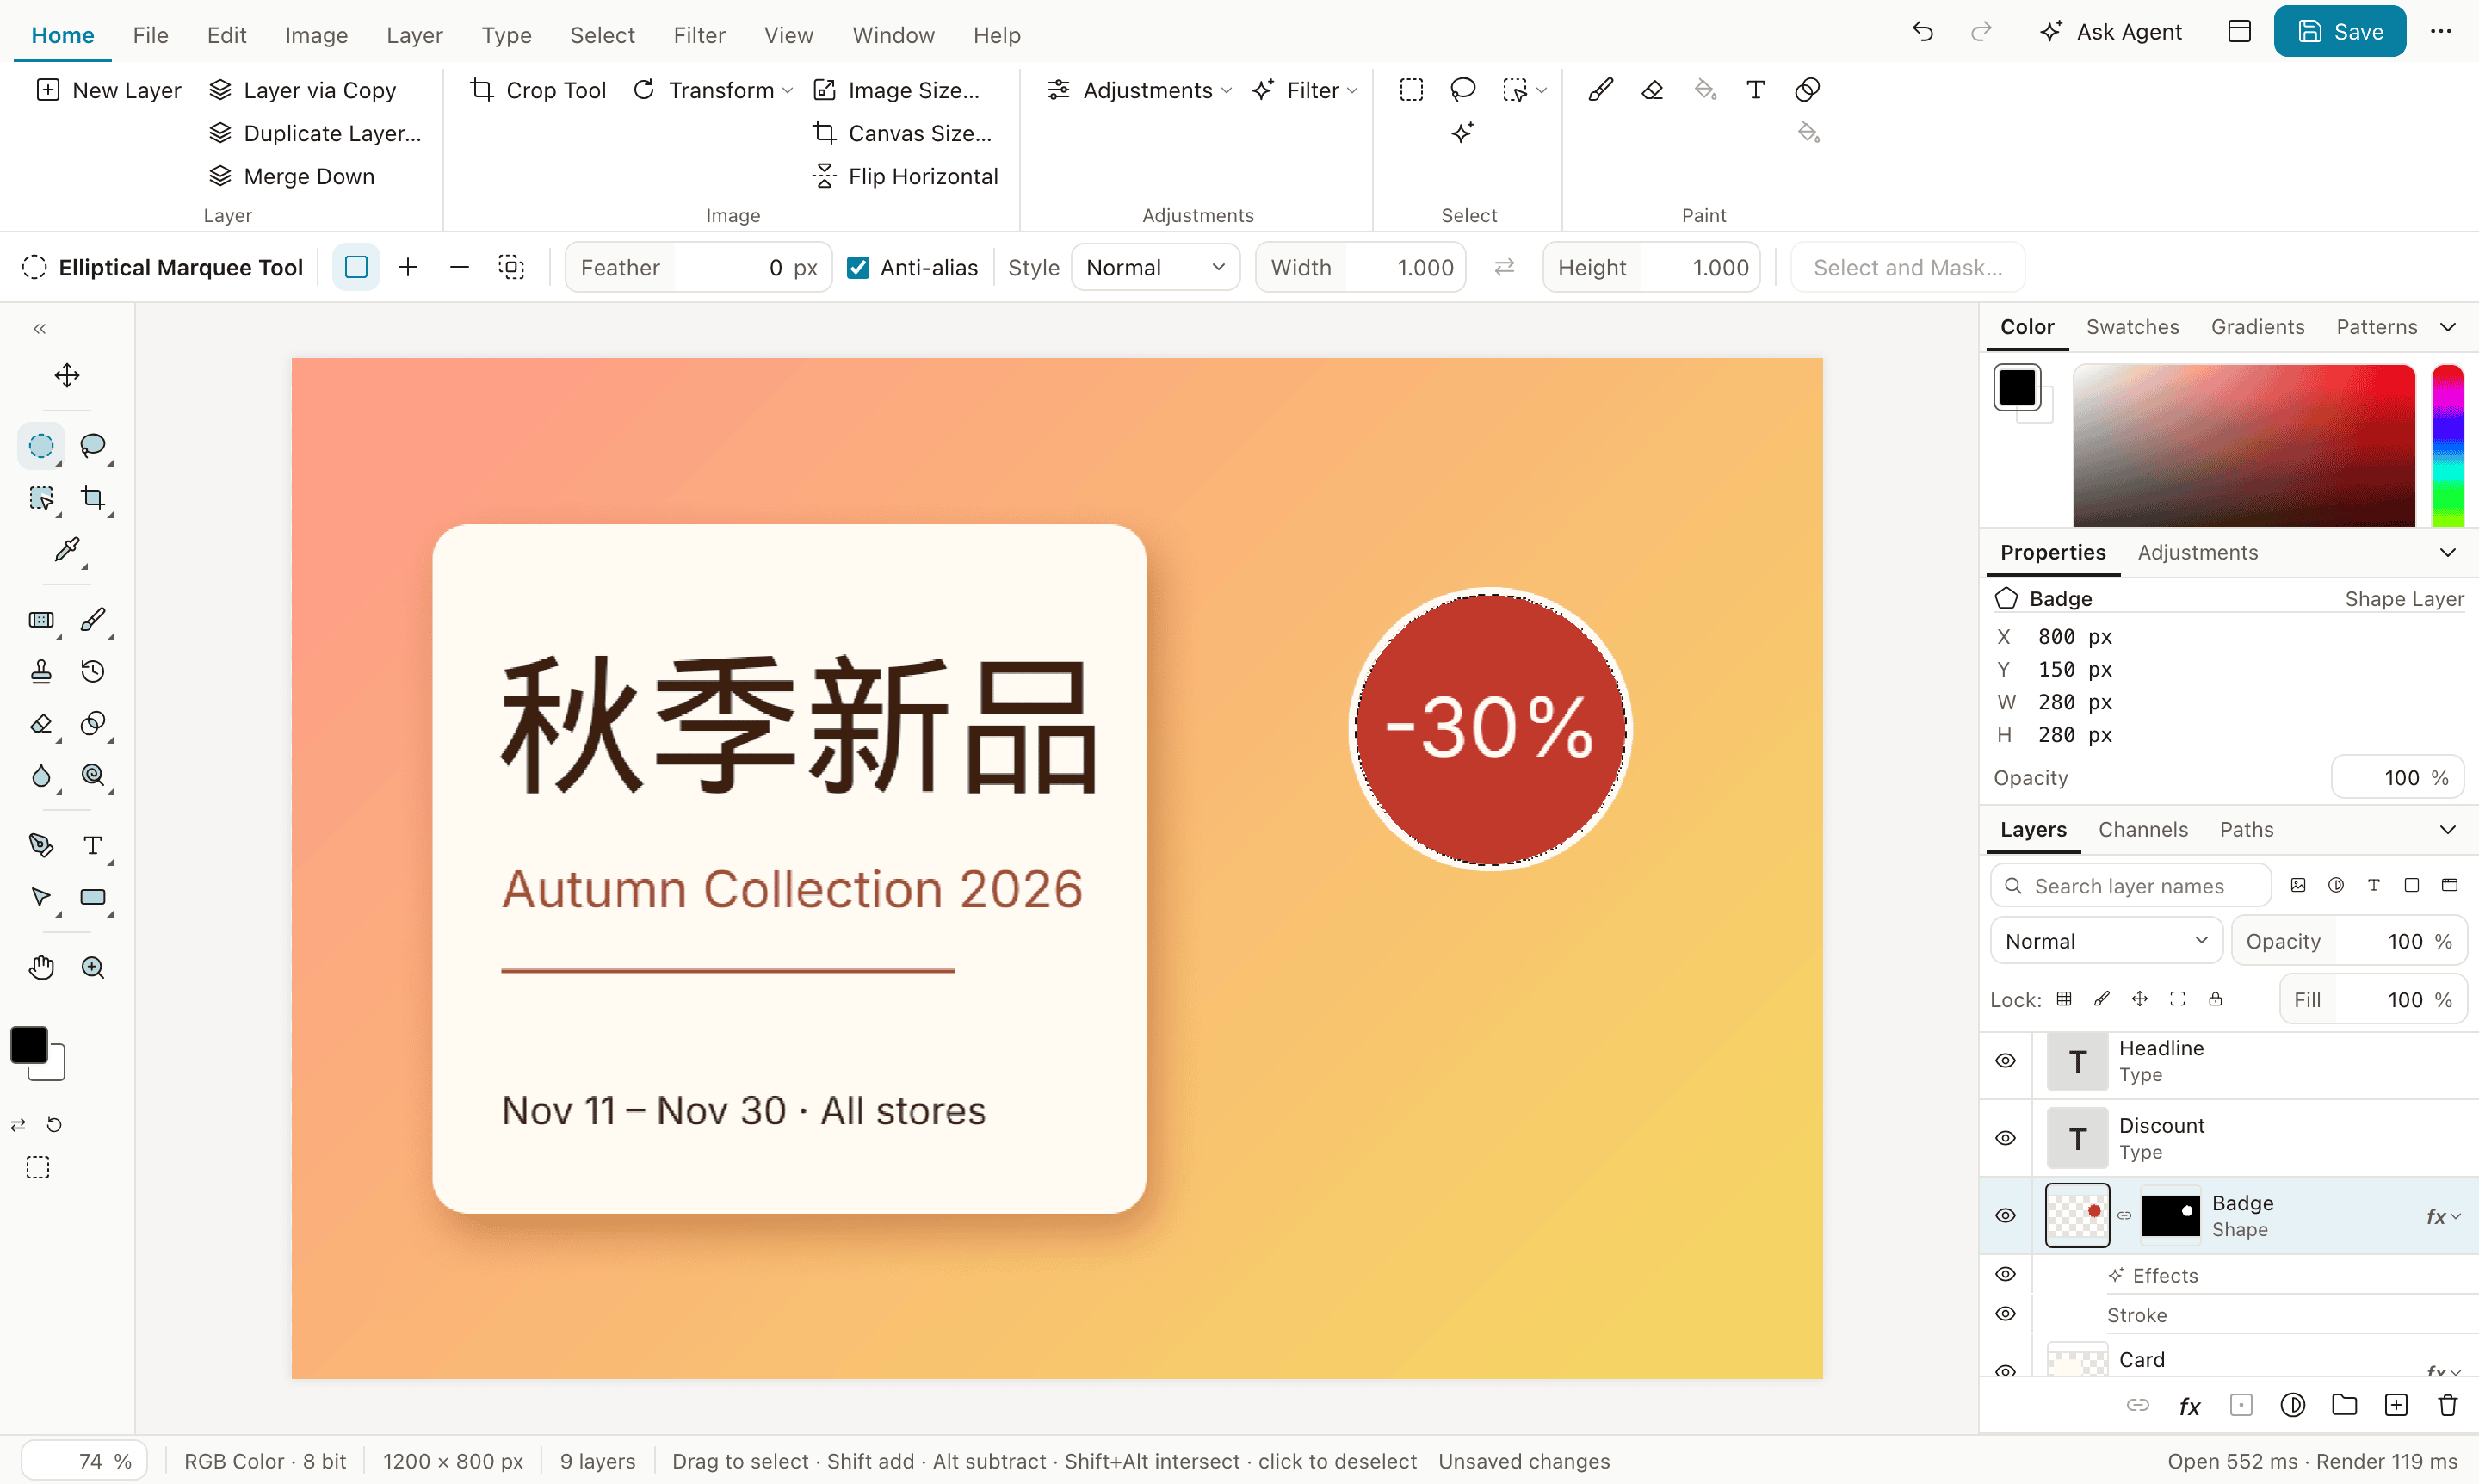 Home File Edit Image Layer Type Select Filter View Window Help Ask Agent Save
New Layer Layer via Copy Crop Tool Transform Image Size... Adjustments Filter
Duplicate Layer... Canvas Size...
Merge Down Flip Horizontal
Layer Image Adjustments Select Paint
Elliptical Marquee Tool Feather 0 px Anti-alias Style Normal Width 1.000 Height 1.000 Select and Mask...
秋季新品
Autumn Collection 2026
Nov 11 – Nov 30 · All stores
-30%
Color Swatches Gradients Patterns
Properties Adjustments
Badge Shape Layer
X 800 px
Y 150 px
W 280 px
H 280 px
Opacity 100 %
Layers Channels Paths
Search layer names T
Normal Opacity 100 %
Lock: Fill 100 %
T Headline
Type
T Discount
Type
Badge
Shape
fx
Effects
Stroke
Card
fx
fx
74 % RGB Color · 8 bit 1200 × 800 px 9 layers Drag to select · Shift add · Alt subtract · Shift+Alt intersect · click to deselect Unsaved changes Open 552 ms · Render 119 ms